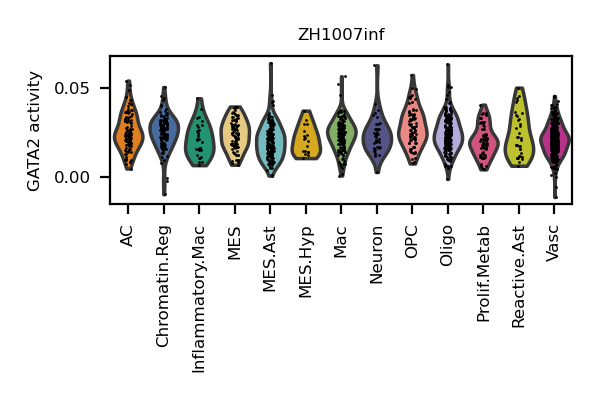 ZH1007inf
GATA2 activity
0.05
0.00
AC
Chromatin.Reg
Inflammatory.Mac
MES
MES.Ast
MES.Hyp
Mac
Neuron
OPC
Oligo
Prolif.Metab
Reactive.Ast
Vasc